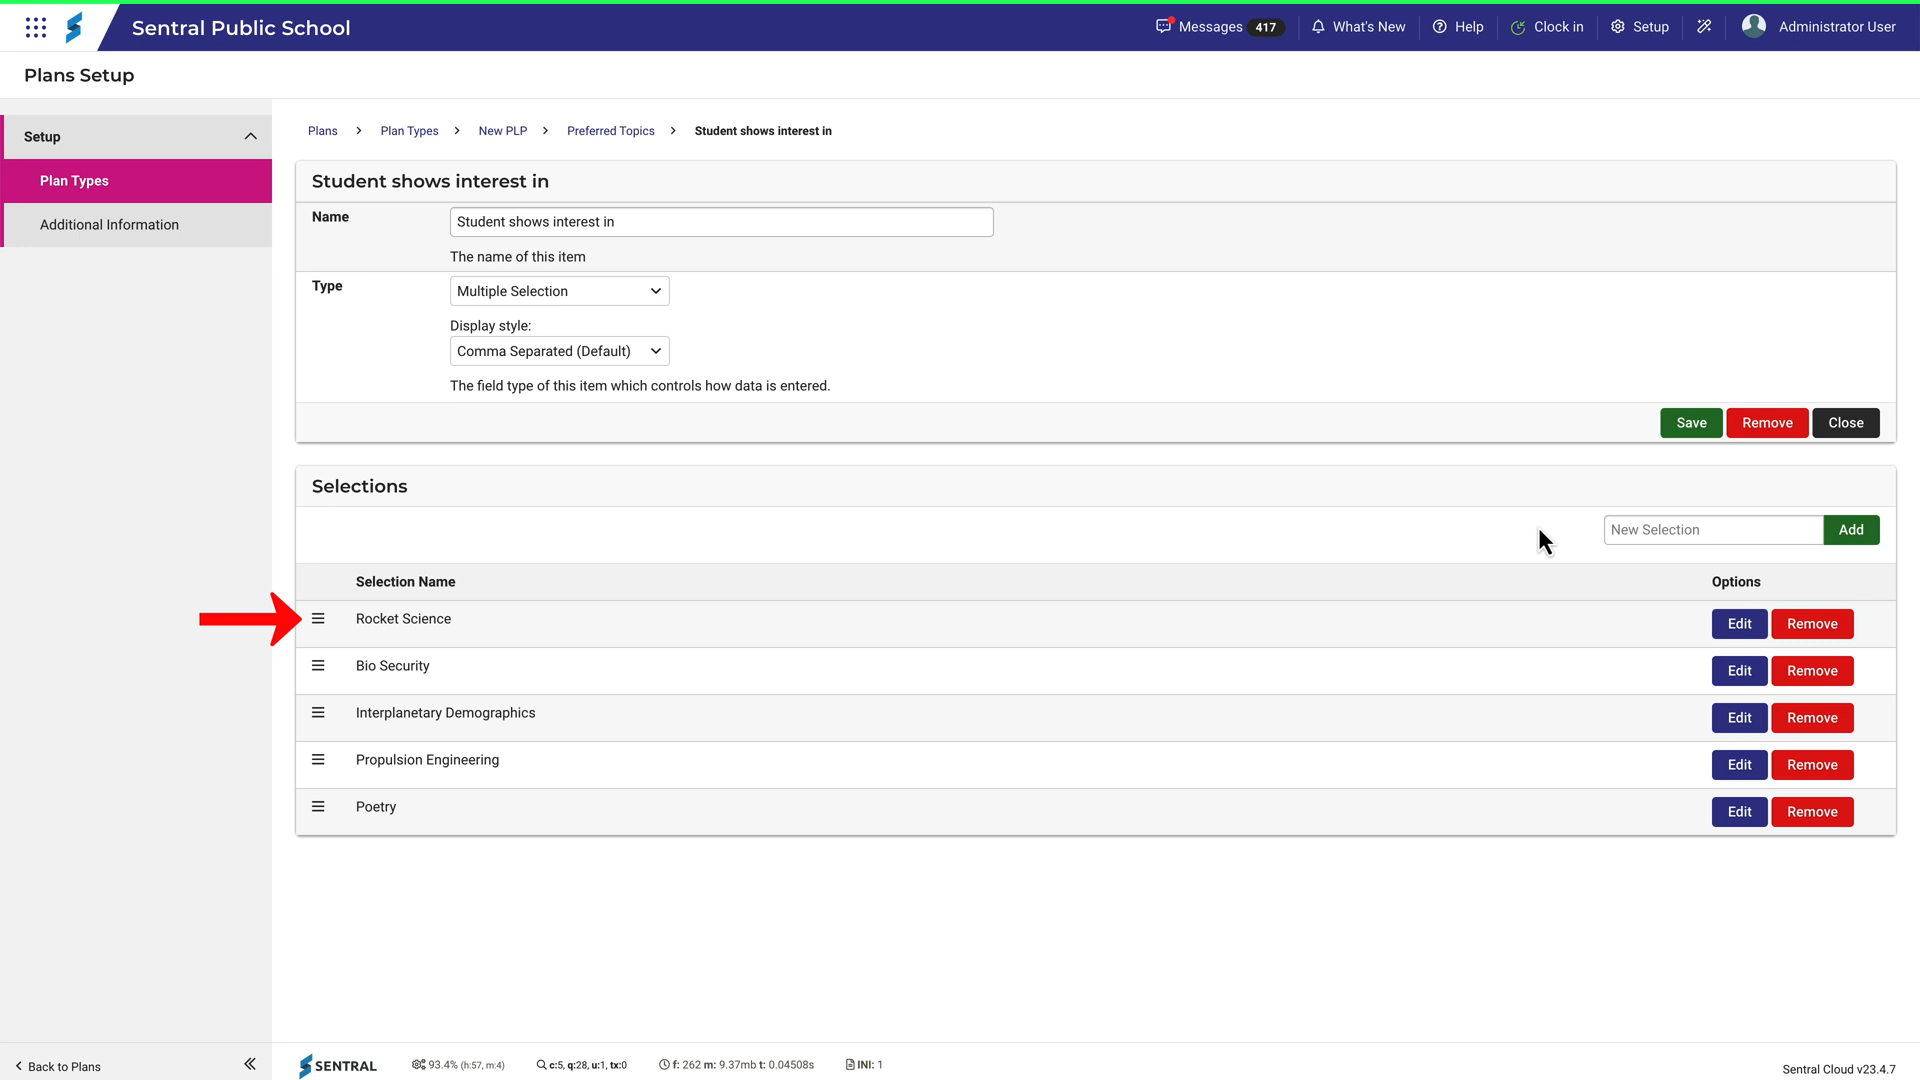 Sentral Public School
Messages 417
What's New
Help
Clock in
Setup
Administrator User
Plans Setup
Setup
Plan Types
Additional Information
Plans > Plan Types > New PLP > Preferred Topics > Student shows interest in
Student shows interest in
Name
Student shows interest in
The name of this item
Type
Multiple Selection
Display style:
Comma Separated (Default)
The field type of this item which controls how data is entered.
Save Remove Close
Selections
New Selection Add
Selection Name Options
Rocket Science Edit Remove
Bio Security Edit Remove
Interplanetary Demographics Edit Remove
Propulsion Engineering Edit Remove
Poetry Edit Remove
Back to Plans
SENTRAL
93.4% (h:57, m:4)
c:5, q:28, u:1, tx:0
f: 262 m: 9.37mb t: 0.04508s
INI: 1
Sentral Cloud v23.4.7